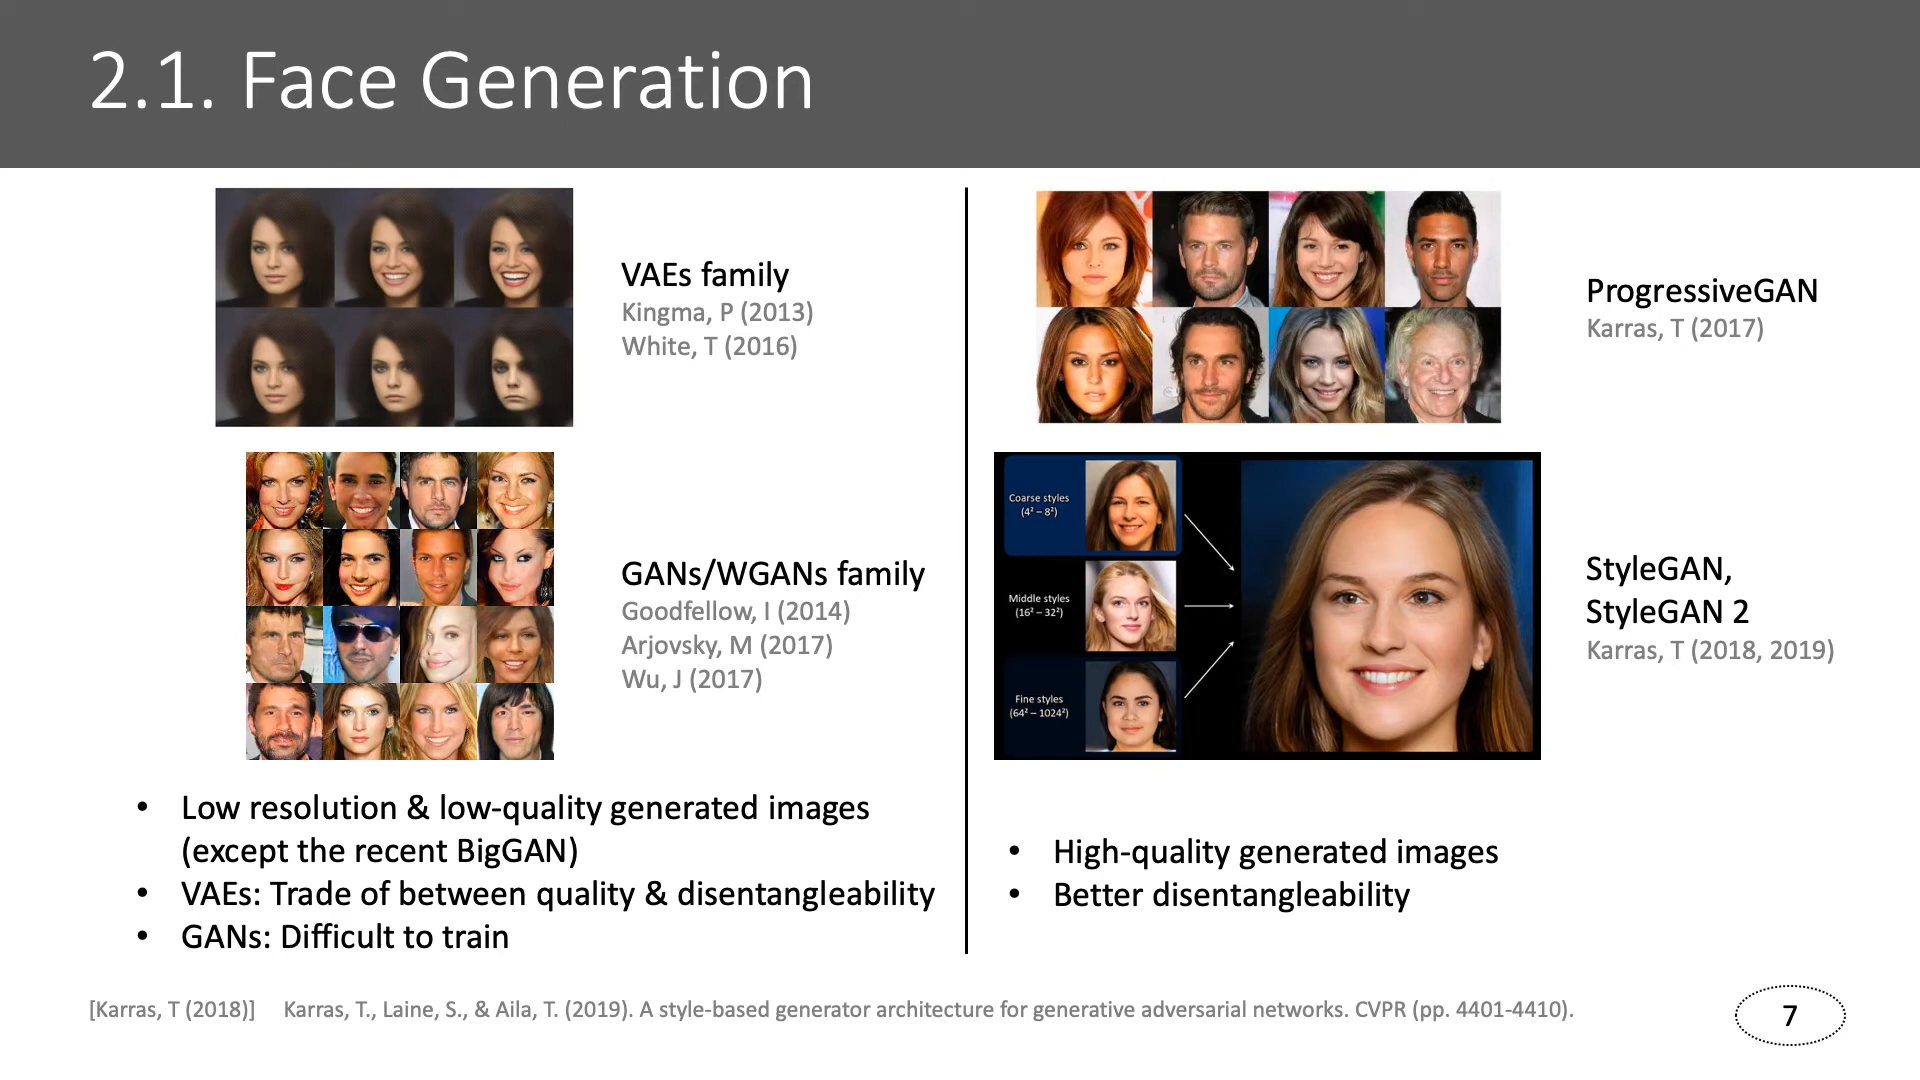 2.1. Face Generation
VAEs family
Kingma, P (2013)
White, T (2016)
GANs/WGANs family
Goodfellow, I (2014)
Arjovsky, M (2017)
Wu, J (2017)
• Low resolution & low-quality generated images
(except the recent BigGAN)
• VAEs: Trade of between quality & disentangleability
• GANs: Difficult to train
ProgressiveGAN
Karras, T (2017)
Coarse styles
(4² – 8²)
Middle styles
(16² – 32²)
Fine styles
(64² – 1024²)
StyleGAN,
StyleGAN 2
Karras, T (2018, 2019)
• High-quality generated images
• Better disentangleability
[Karras, T (2018)] Karras, T., Laine, S., & Aila, T. (2019). A style-based generator architecture for generative adversarial networks. CVPR (pp. 4401-4410).
7